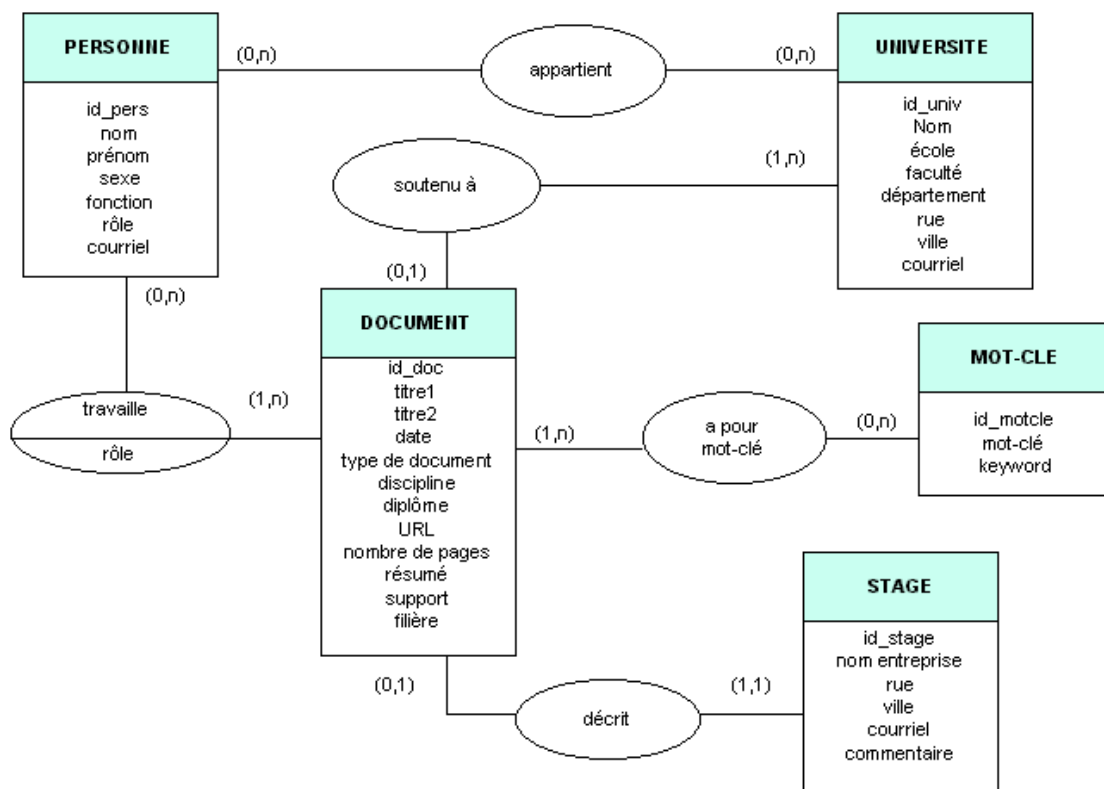 PERSONNE
id_pers
nom
prénom
sexe
fonction
rôle
courriel
(0,n)
appartient
(0,n)
UNIVERSITE
id_univ
Nom
école
faculté
département
rue
ville
courriel
soutenu à
(1,n)
(0,1)
(0,n)
travaille
rôle
(1,n)
DOCUMENT
id_doc
titre1
titre2
date
type de document
discipline
diplôme
URL
nombre de pages
résumé
support
filière
(1,n)
a pour
mot-clé
(0,n)
MOT-CLE
id_motcle
mot-clé
keyword
(0,1)
décrit
(1,1)
STAGE
id_stage
nom entreprise
rue
ville
courriel
commentaire